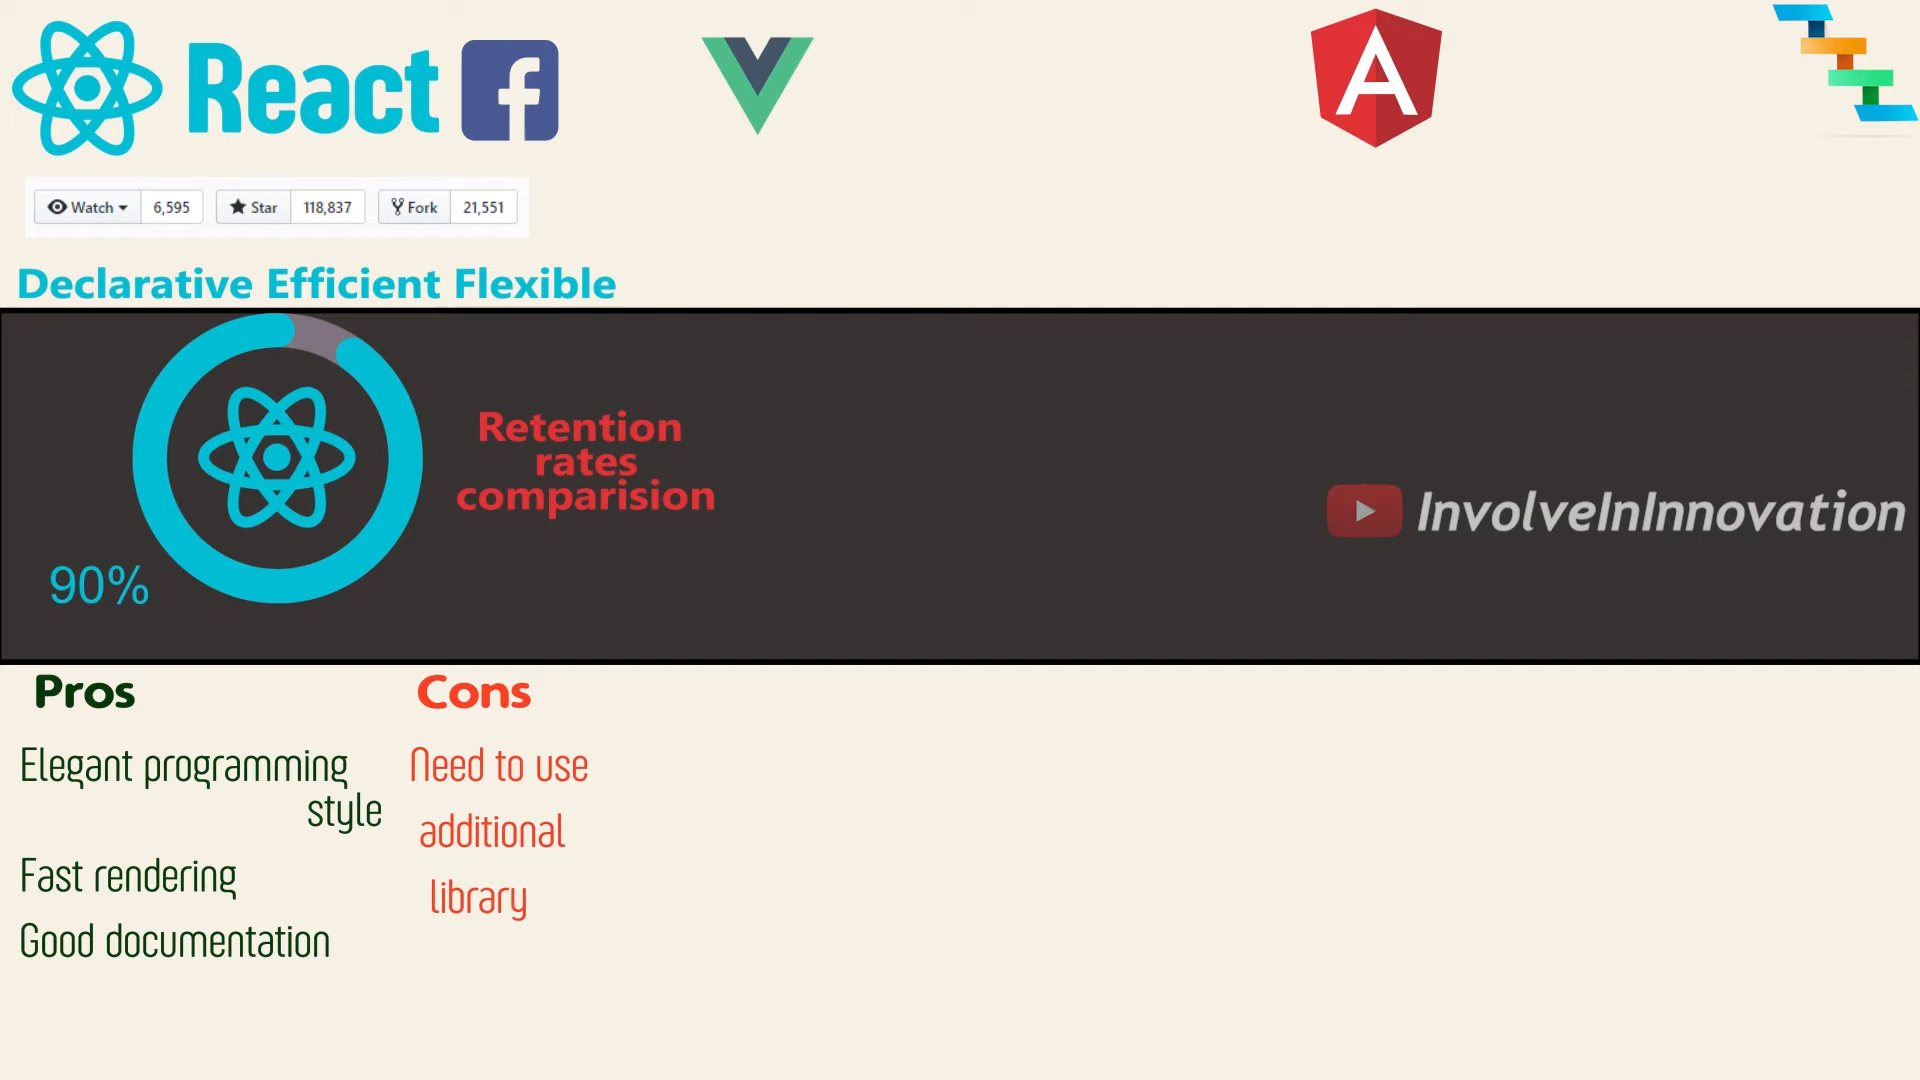 React
Watch 6,595 Star 118,837 Fork 21,551
Declarative Efficient Flexible
Retention
rates
comparision
InvolveInInnovation
90%
Pros
Elegant programming
style
Fast rendering
Good documentation
Cons
Need to use
additional
library